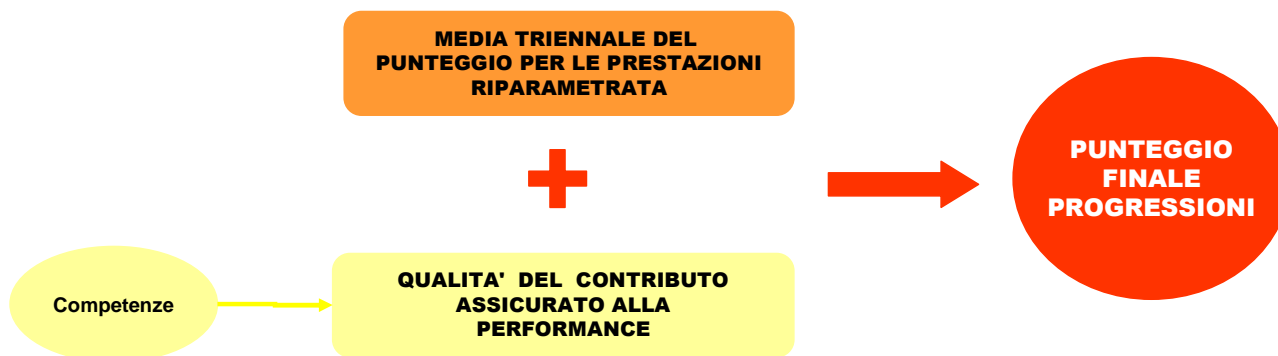 MEDIA TRIENNALE DEL
PUNTEGGIO PER LE PRESTAZIONI
RIPARAMETRATA
PUNTEGGIO
FINALE
PROGRESSIONI
Competenze
QUALITA' DEL CONTRIBUTO
ASSICURATO ALLA
PERFORMANCE